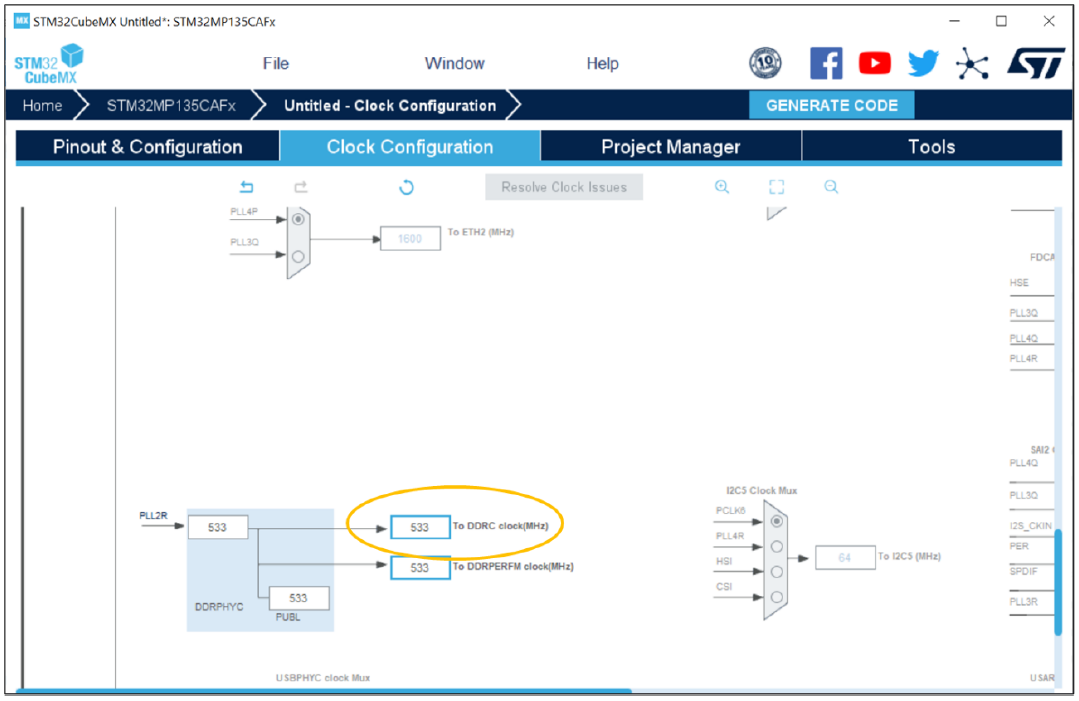 MX STM32CubeMX Untitled*: STM32MP135CAFx
STM32
CubeMX
File
Window
Help
10
Home
STM32MP135CAFx
Untitled - Clock Configuration
GENERATE CODE
Pinout & Configuration
Clock Configuration
Project Manager
Tools
Resolve Clock Issues
PLL4P
PLL3Q
1600
To ETH2 (MHz)
FDCA
HSE
PLL3Q
PLL4Q
PLL4R
SAI2
PLL4Q
PLL3Q
I2S_CKIN
PER
SPDIF
PLL3R
PLL2R
533
533
To DDRC clock(MHz)
533
To DDRPERFM clock(MHz)
533
DDRPHYC
PUBL
I2C5 Clock Mux
PCLK6
PLL4R
HSI
CSI
64
To I2C5 (MHz)
USBPHYC clock Mux
USAR